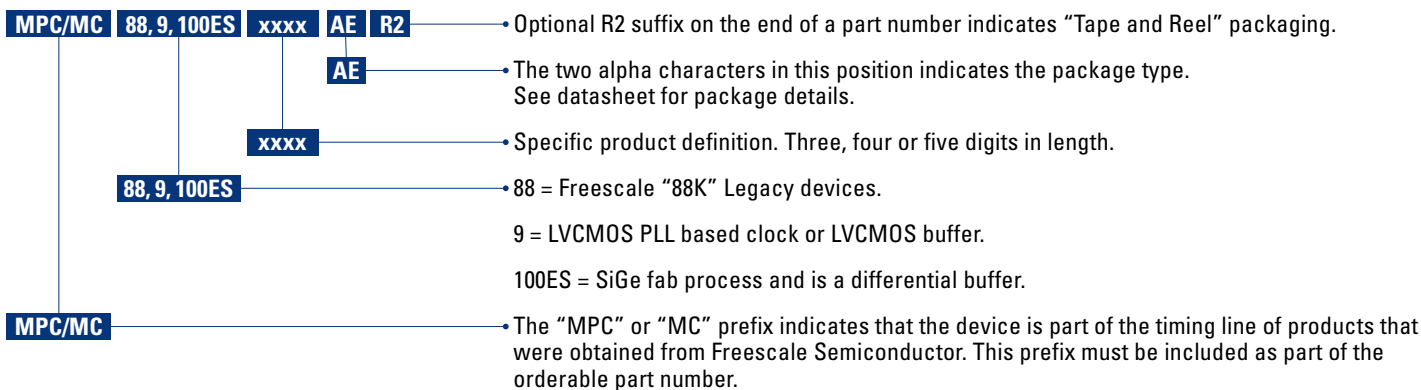 MPC/MC 88, 9, 100ES xxxx AE R2 Optional R2 suffix on the end of a part number indicates “Tape and Reel” packaging.
AE The two alpha characters in this position indicates the package type.
See datasheet for package details.
xxxx Specific product definition. Three, four or five digits in length.
88, 9, 100ES 88 = Freescale “88K” Legacy devices.
9 = LVCMOS PLL based clock or LVCMOS buffer.
100ES = SiGe fab process and is a differential buffer.
MPC/MC The “MPC” or “MC” prefix indicates that the device is part of the timing line of products that
were obtained from Freescale Semiconductor. This prefix must be included as part of the
orderable part number.